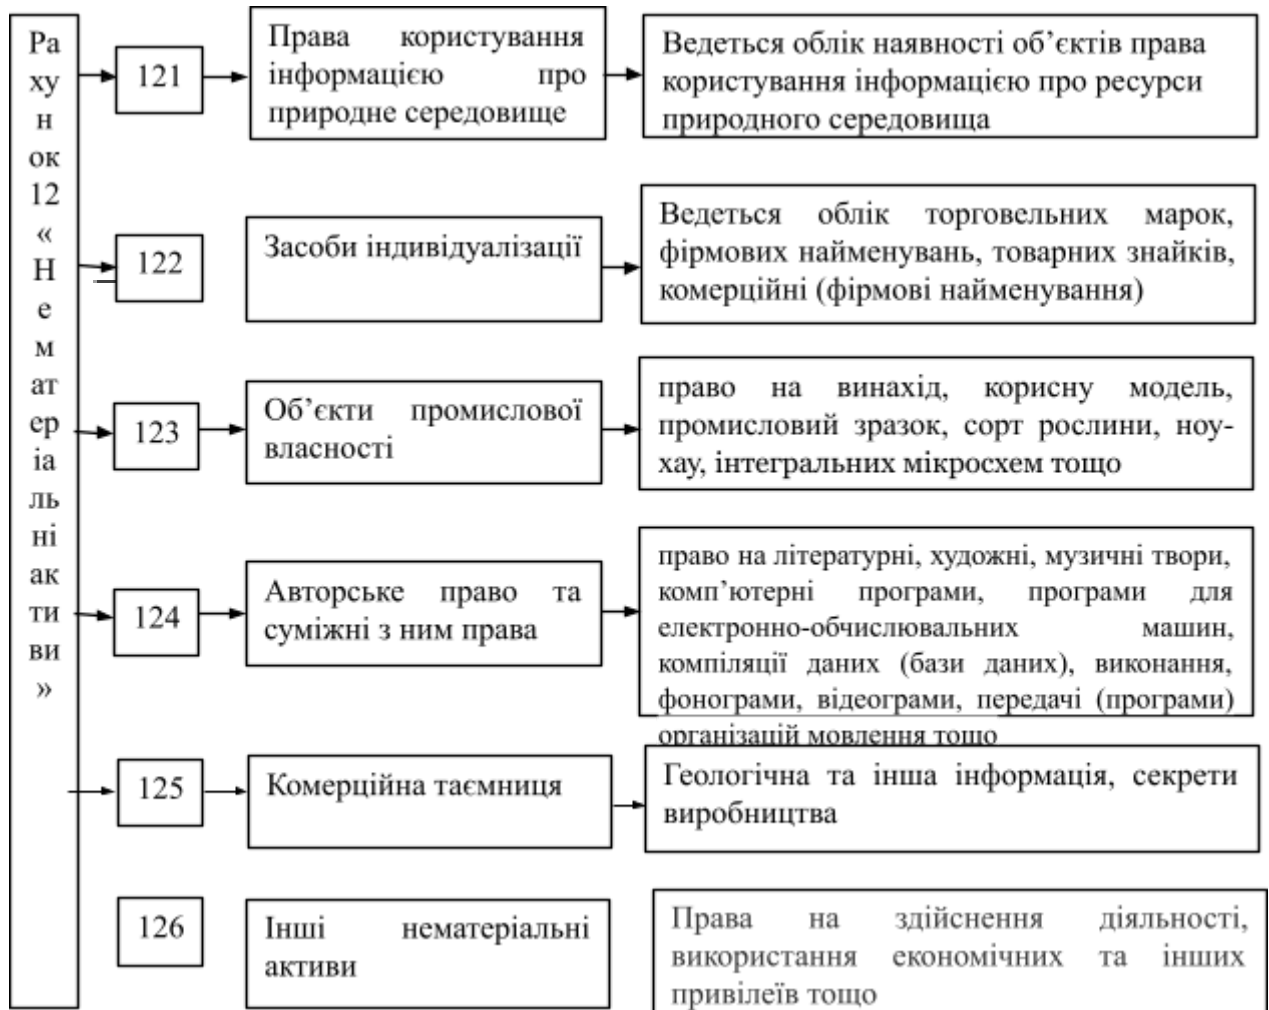 Ра
ху
н
ок
12
«
Н
е
м
ат
ер
іа
ль
ні
ак
ти
ви
»
121
Права користування
інформацією про
природне середовище
Ведеться облік наявності об’єктів права
користування інформацією про ресурси
природного середовища
122
Засоби індивідуалізації
Ведеться облік торговельних марок,
фірмових найменувань, товарних знайків,
комерційні (фірмові найменування)
123
Об’єкти промислової
власності
право на винахід, корисну модель,
промисловий зразок, сорт рослини, ноу-
хау, інтегральних мікросхем тощо
124
Авторське право та
суміжні з ним права
право на літературні, художні, музичні твори,
комп’ютерні програми, програми для
електронно-обчислювальних машин,
компіляції даних (бази даних), виконання,
фонограми, відеограми, передачі (програми)
організацій мовлення тощо
125
Комерційна таємниця
Геологічна та інша інформація, секрети
виробництва
126
Інші нематеріальні
активи
Права на здійснення діяльності,
використання економічних та інших
привілеїв тощо